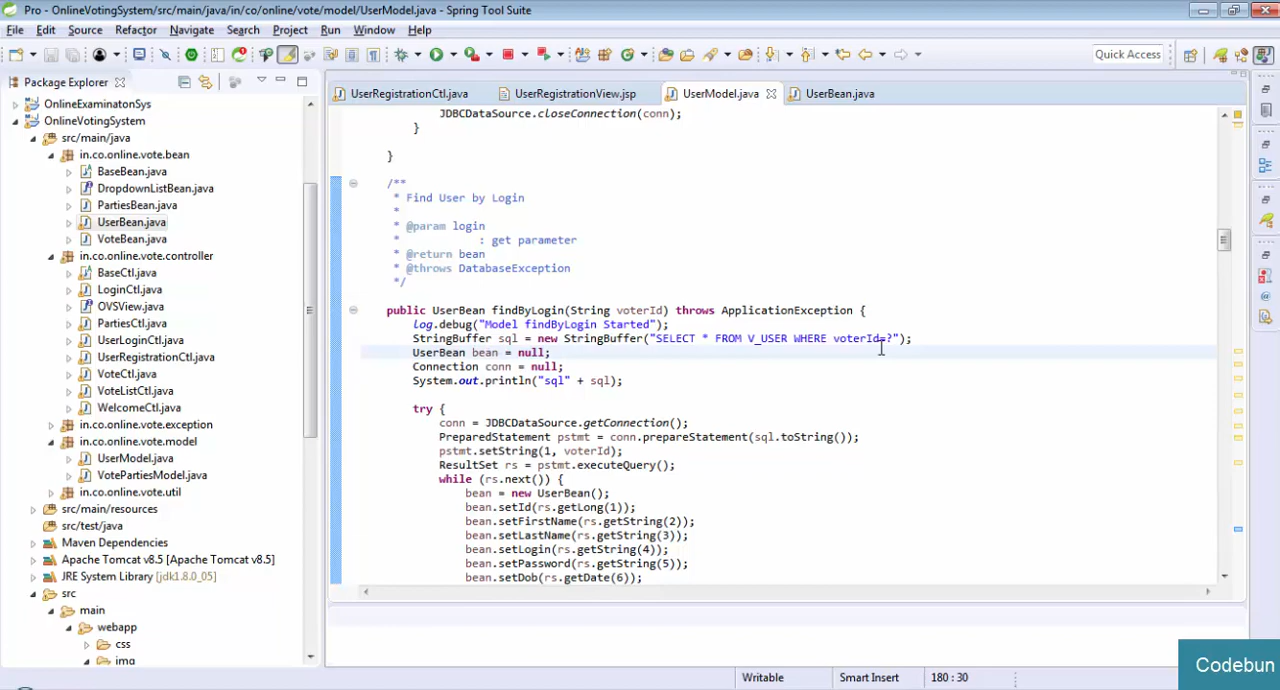 Pro - OnlineVotingSys/src/main/java/in/co/online/vote/model/UserModel.java - Spring Tool Suite
File Edit Source Refactor Navigate Search Project Run Window Help
Quick Access
Package Explorer
OnlineExaminatonSys
OnlineVotingSystem
src/main/java
in.co.online.vote.bean
BaseBean.java
DropdownListBean.java
PartiesBean.java
UserBean.java
VoteBean.java
in.co.online.vote.controller
BaseCtl.java
LoginCtl.java
OVSView.java
PartiesCtl.java
UserLoginCtl.java
UserRegistrationCtl.java
VoteCtl.java
VoteListCtl.java
WelcomeCtl.java
in.co.online.vote.exception
in.co.online.vote.model
UserModel.java
VotePartiesModel.java
in.co.online.vote.util
src/main/resources
src/test/java
Maven Dependencies
Apache Tomcat v8.5 [Apache Tomcat v8.5]
JRE System Library [jdk1.8.0_05]
src
main
webapp
css
img
UserRegistrationCtl.java UserRegistrationView.jsp UserModel.java UserBean.java
JDBCDataSource.closeConnection(conn);
}
}
/**
* Find User by Login
*
* @param login
* : get parameter
* @return bean
* @throws DatabaseException
*/
public UserBean findByLogin(String voterId) throws ApplicationException {
log.debug("Model findByLogin Started");
StringBuffer sql = new StringBuffer("SELECT * FROM V_USER WHERE voterId=?");
UserBean bean = null;
Connection conn = null;
System.out.println("sql" + sql);
try {
conn = JDBCDataSource.getConnection();
PreparedStatement pstmt = conn.prepareStatement(sql.toString());
pstmt.setString(1, voterId);
ResultSet rs = pstmt.executeQuery();
while (rs.next()) {
bean = new UserBean();
bean.setId(rs.getLong(1));
bean.setFirstName(rs.getString(2));
bean.setLastName(rs.getString(3));
bean.setLogin(rs.getString(4));
bean.setPassword(rs.getString(5));
bean.setDob(rs.getDate(6));
Writable Smart Insert 180 : 30
Codebun